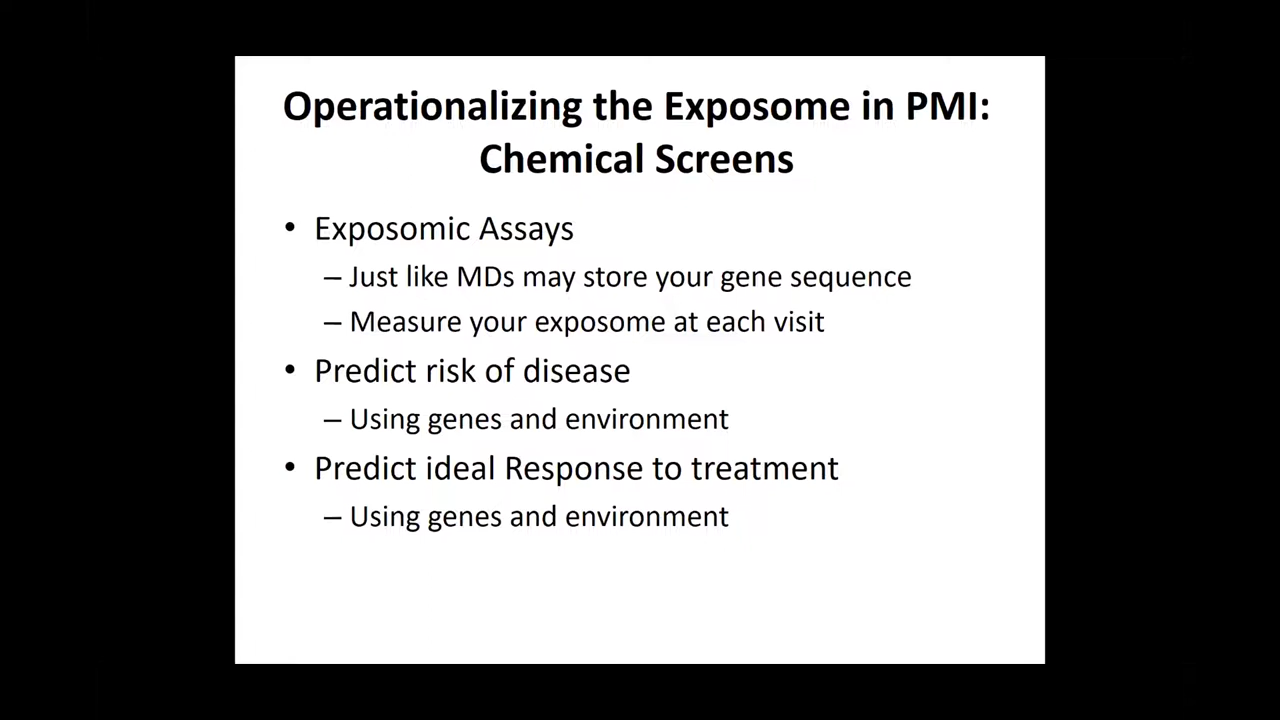 Operationalizing the Exposome in PMI:
Chemical Screens
• Exposomic Assays
– Just like MDs may store your gene sequence
– Measure your exposome at each visit
• Predict risk of disease
– Using genes and environment
• Predict ideal Response to treatment
– Using genes and environment